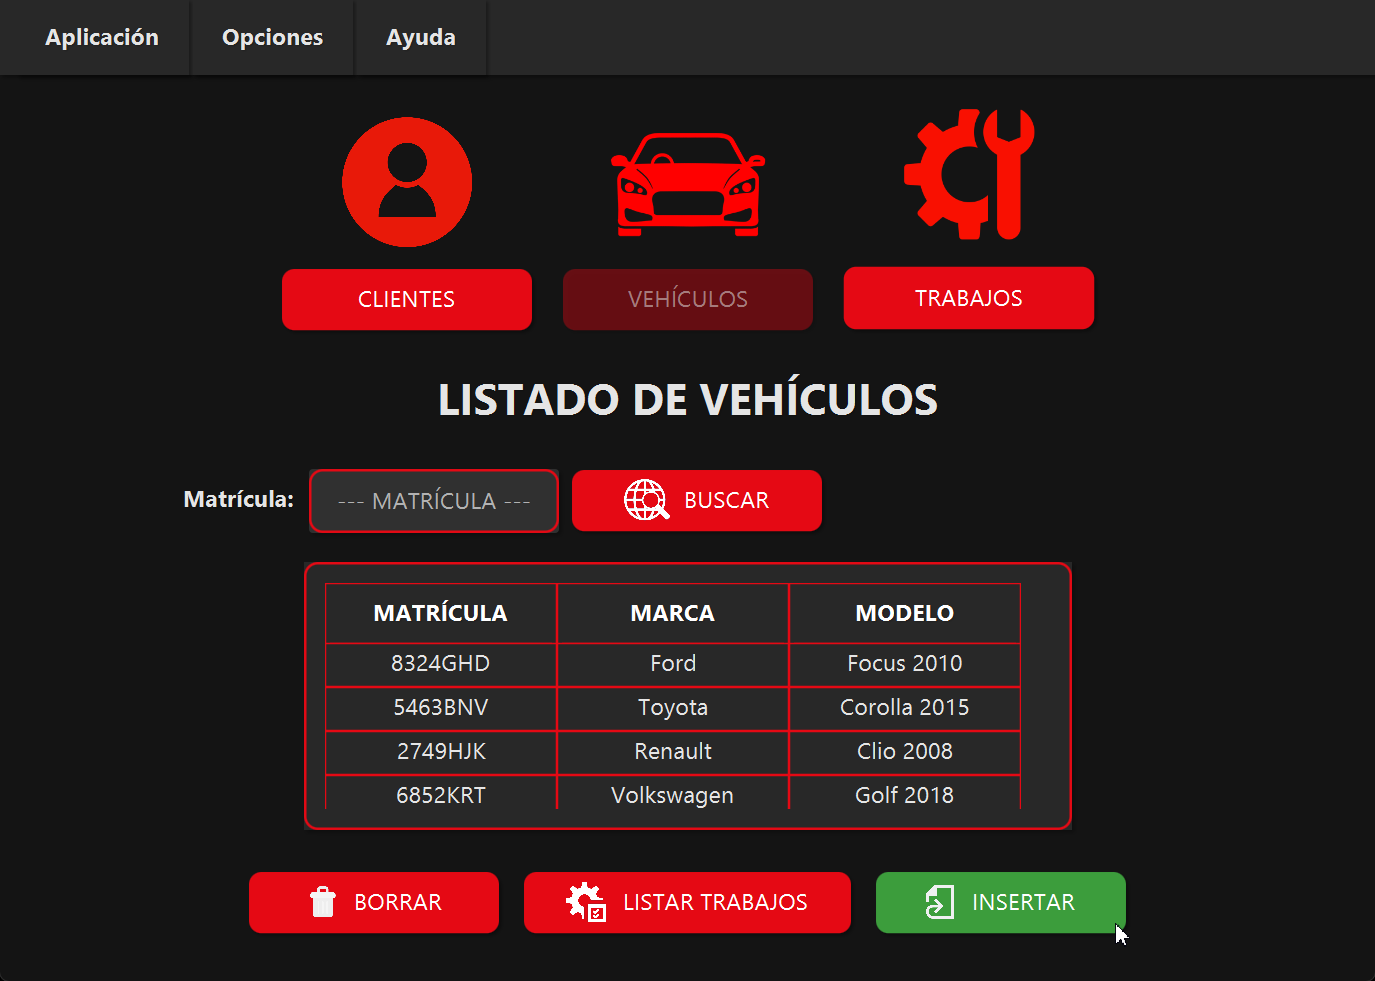 Aplicación Opciones Ayuda
CLIENTES VEHÍCULOS TRABAJOS
LISTADO DE VEHÍCULOS
Matrícula: --- MATRÍCULA --- BUSCAR
MATRÍCULA MARCA MODELO
8324GHD Ford Focus 2010
5463BNV Toyota Corolla 2015
2749HJK Renault Clio 2008
6852KRT Volkswagen Golf 2018
BORRAR LISTAR TRABAJOS INSERTAR